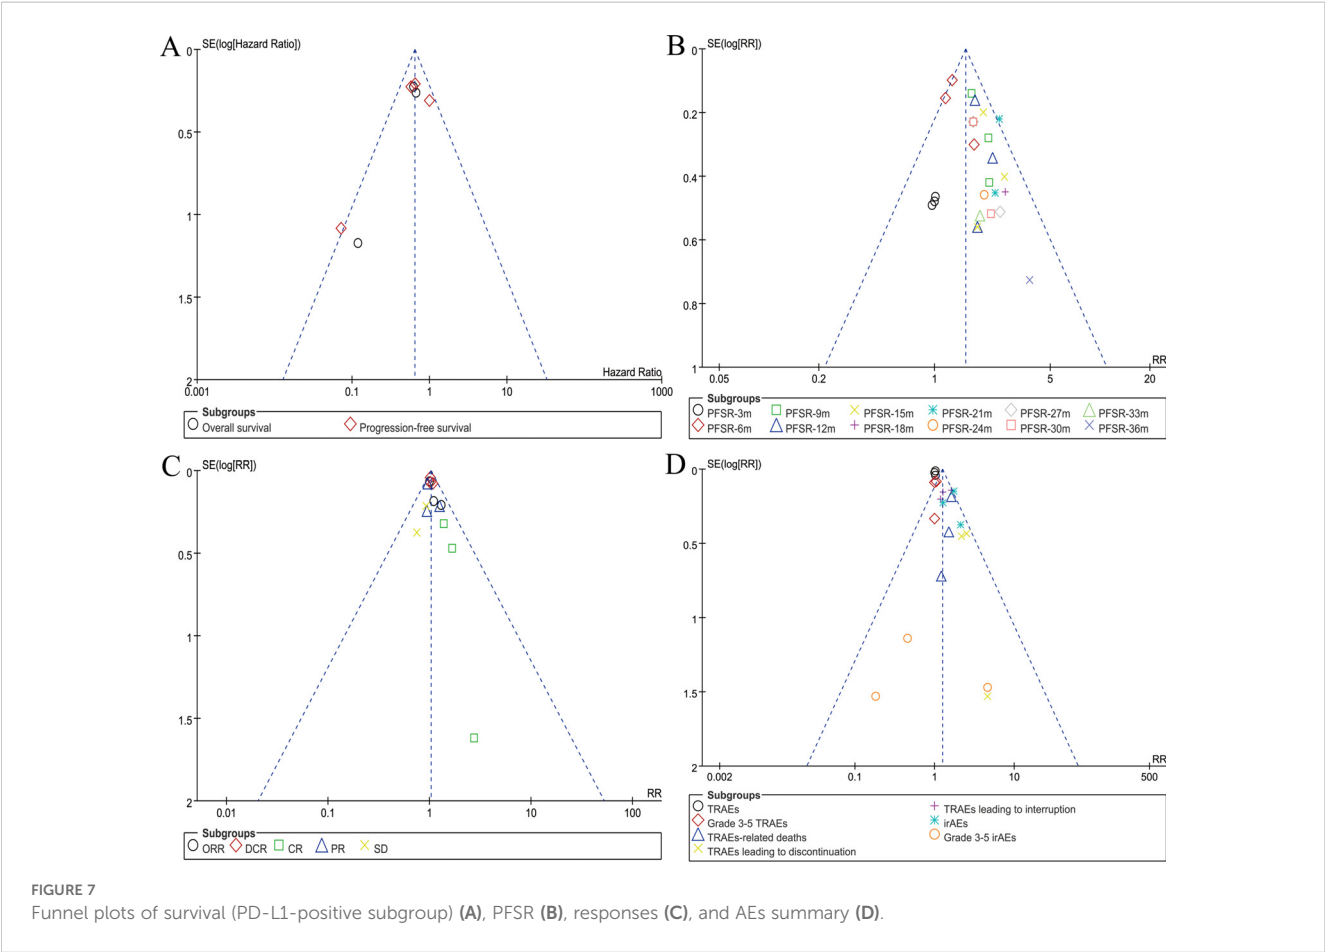 A
SE(log[Hazard Ratio])
0
0.5
1
1.5
2
0.001
0.1
1
10
1000
Hazard Ratio
Subgroups
Overall survival
Progression-free survival
B
SE(log[RR])
0
0.2
0.4
0.6
0.8
1
0.05
0.2
1
5
20
RR
Subgroups
PFSR-3m PFSR-9m PFSR-15m PFSR-21m PFSR-27m PFSR-33m
PFSR-6m PFSR-12m PFSR-18m PFSR-24m PFSR-30m PFSR-36m
C
SE(log[RR])
0
0.5
1
1.5
2
0.01
0.1
1
10
100
RR
Subgroups
ORR DCR CR PR SD
D
SE(log[RR])
0
0.5
1
1.5
2
0.002
0.1
1
10
500
RR
Subgroups
TRAEs
Grade 3-5 TRAEs
TRAEs-related deaths
TRAEs leading to discontinuation
TRAEs leading to interruption
irAEs
Grade 3-5 irAEs
FIGURE 7
Funnel plots of survival (PD-L1-positive subgroup) (A), PFSR (B), responses (C), and AEs summary (D).